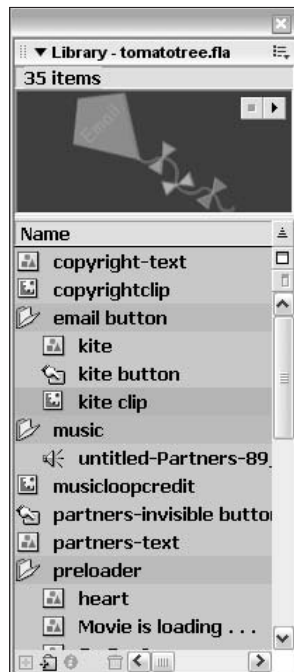 Library - tomatotree.fla
35 items
Email
Name
copyright-text
copyrightclip
email button
kite
kite button
kite clip
music
untitled-Partners-89_
musicloopcredit
partners-invisible butto
partners-text
preloader
heart
Movie is loading . . .